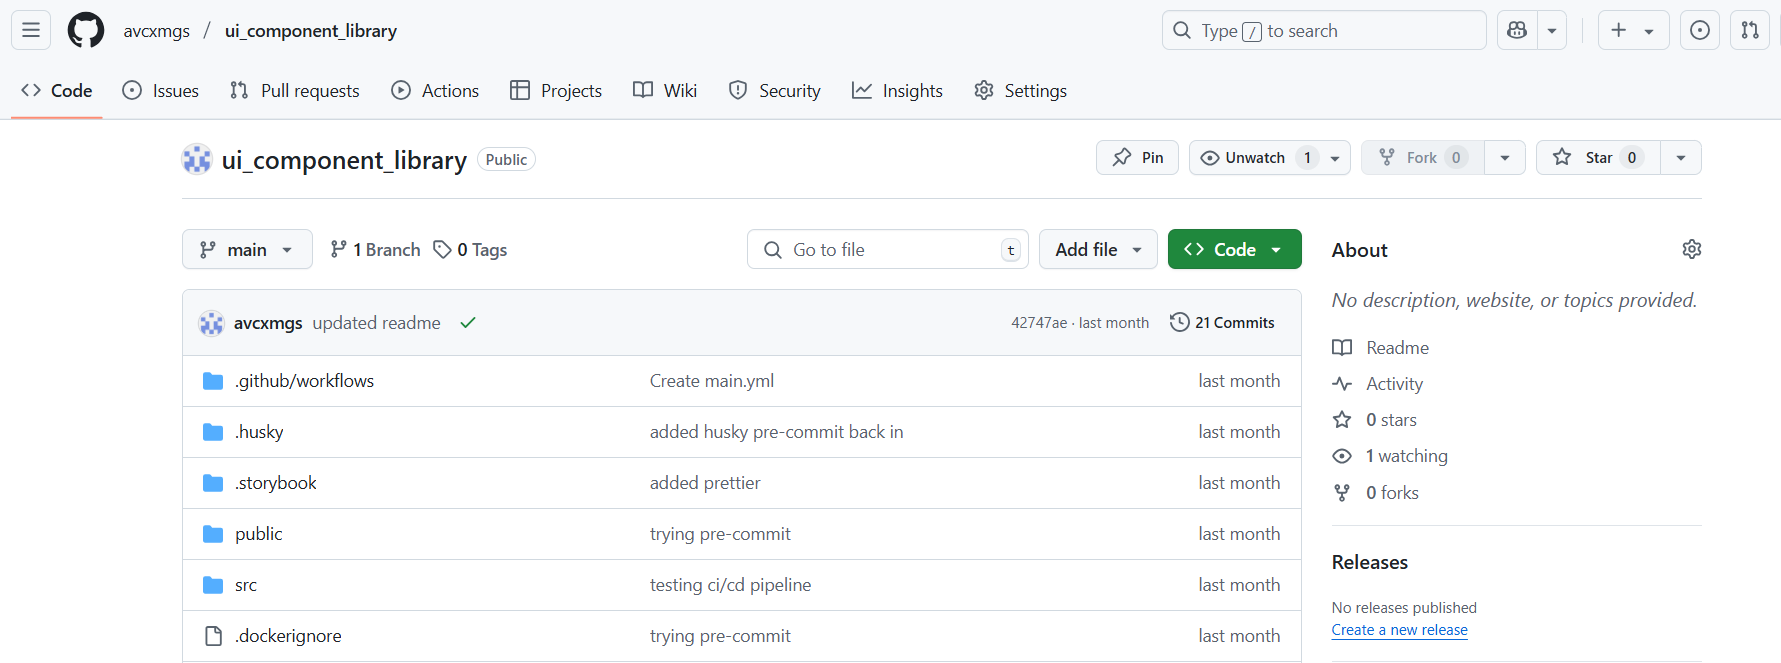 avcxmgs / ui_component_library Type / to search
Code Issues Pull requests Actions Projects Wiki Security Insights Settings
ui_component_library Public Pin Unwatch 1 Fork 0 Star 0
main 1 Branch 0 Tags Go to file t Add file Code
avcxmgs updated readme 42747ae · last month 21 Commits
.github/workflows Create main.yml last month
.husky added husky pre-commit back in last month
.storybook added prettier last month
public trying pre-commit last month
src testing ci/cd pipeline last month
.dockerignore trying pre-commit last month
About
No description, website, or topics provided.
Readme
Activity
0 stars
1 watching
0 forks
Releases
No releases published
Create a new release